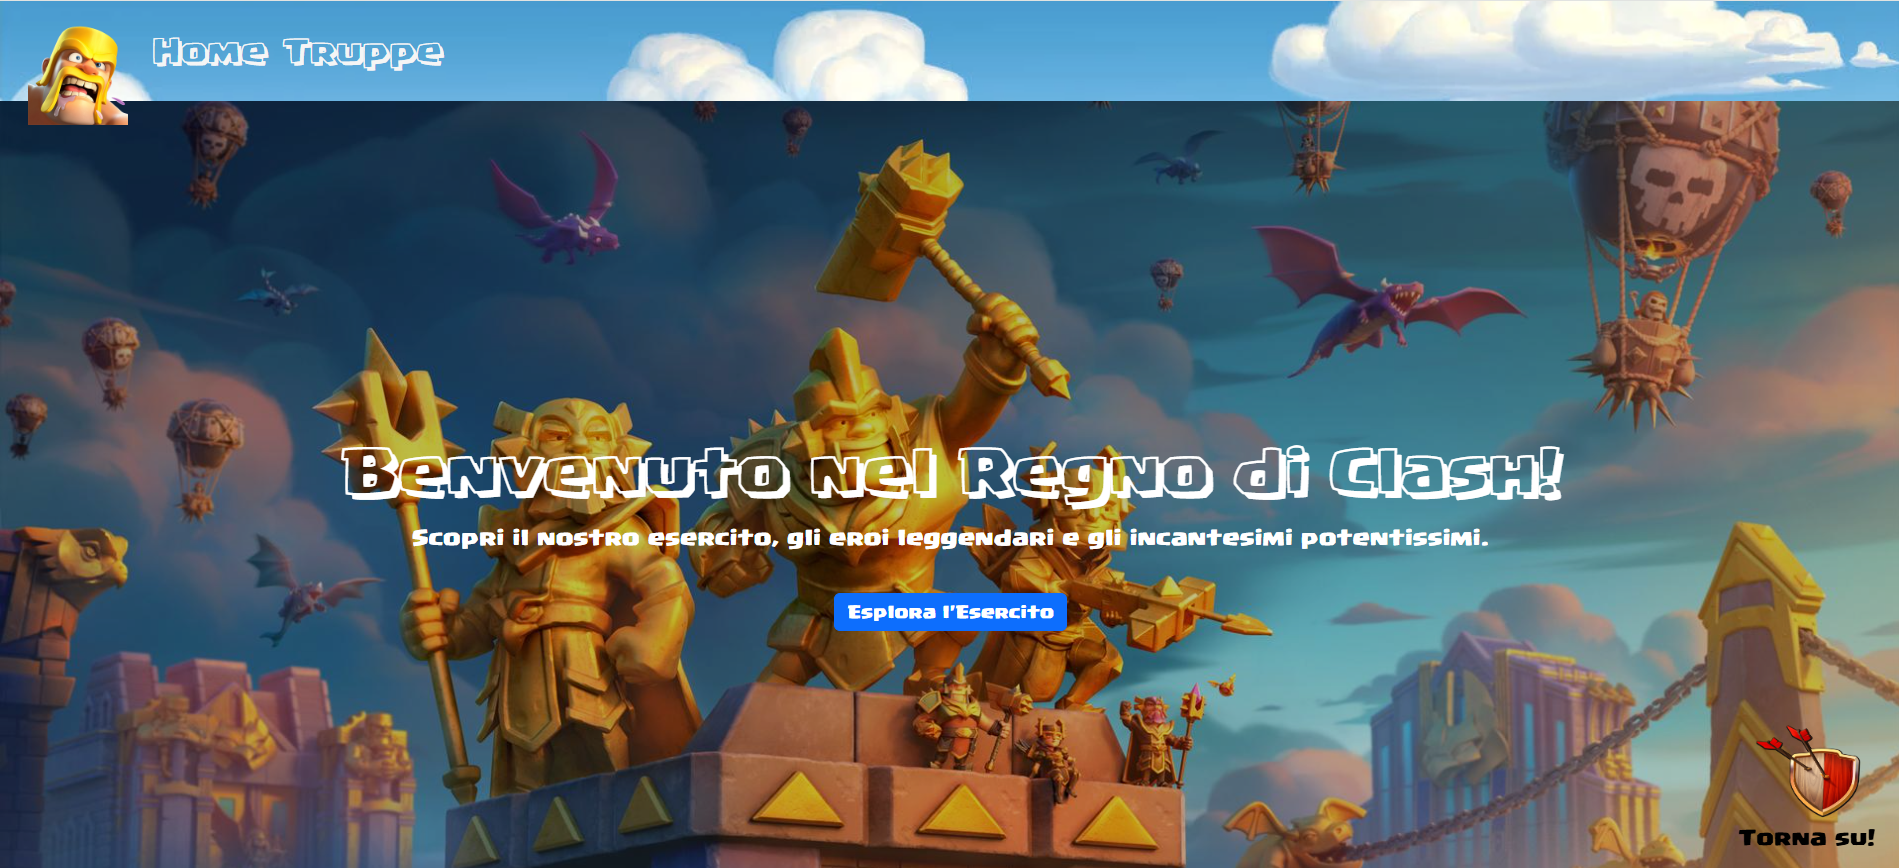 Home Truppe
Benvenuto nel Regno di Clash!
Scopri il nostro esercito, gli eroi leggendari e gli incantesimi potentissimi.
Esplora l'Esercito
Torna su!